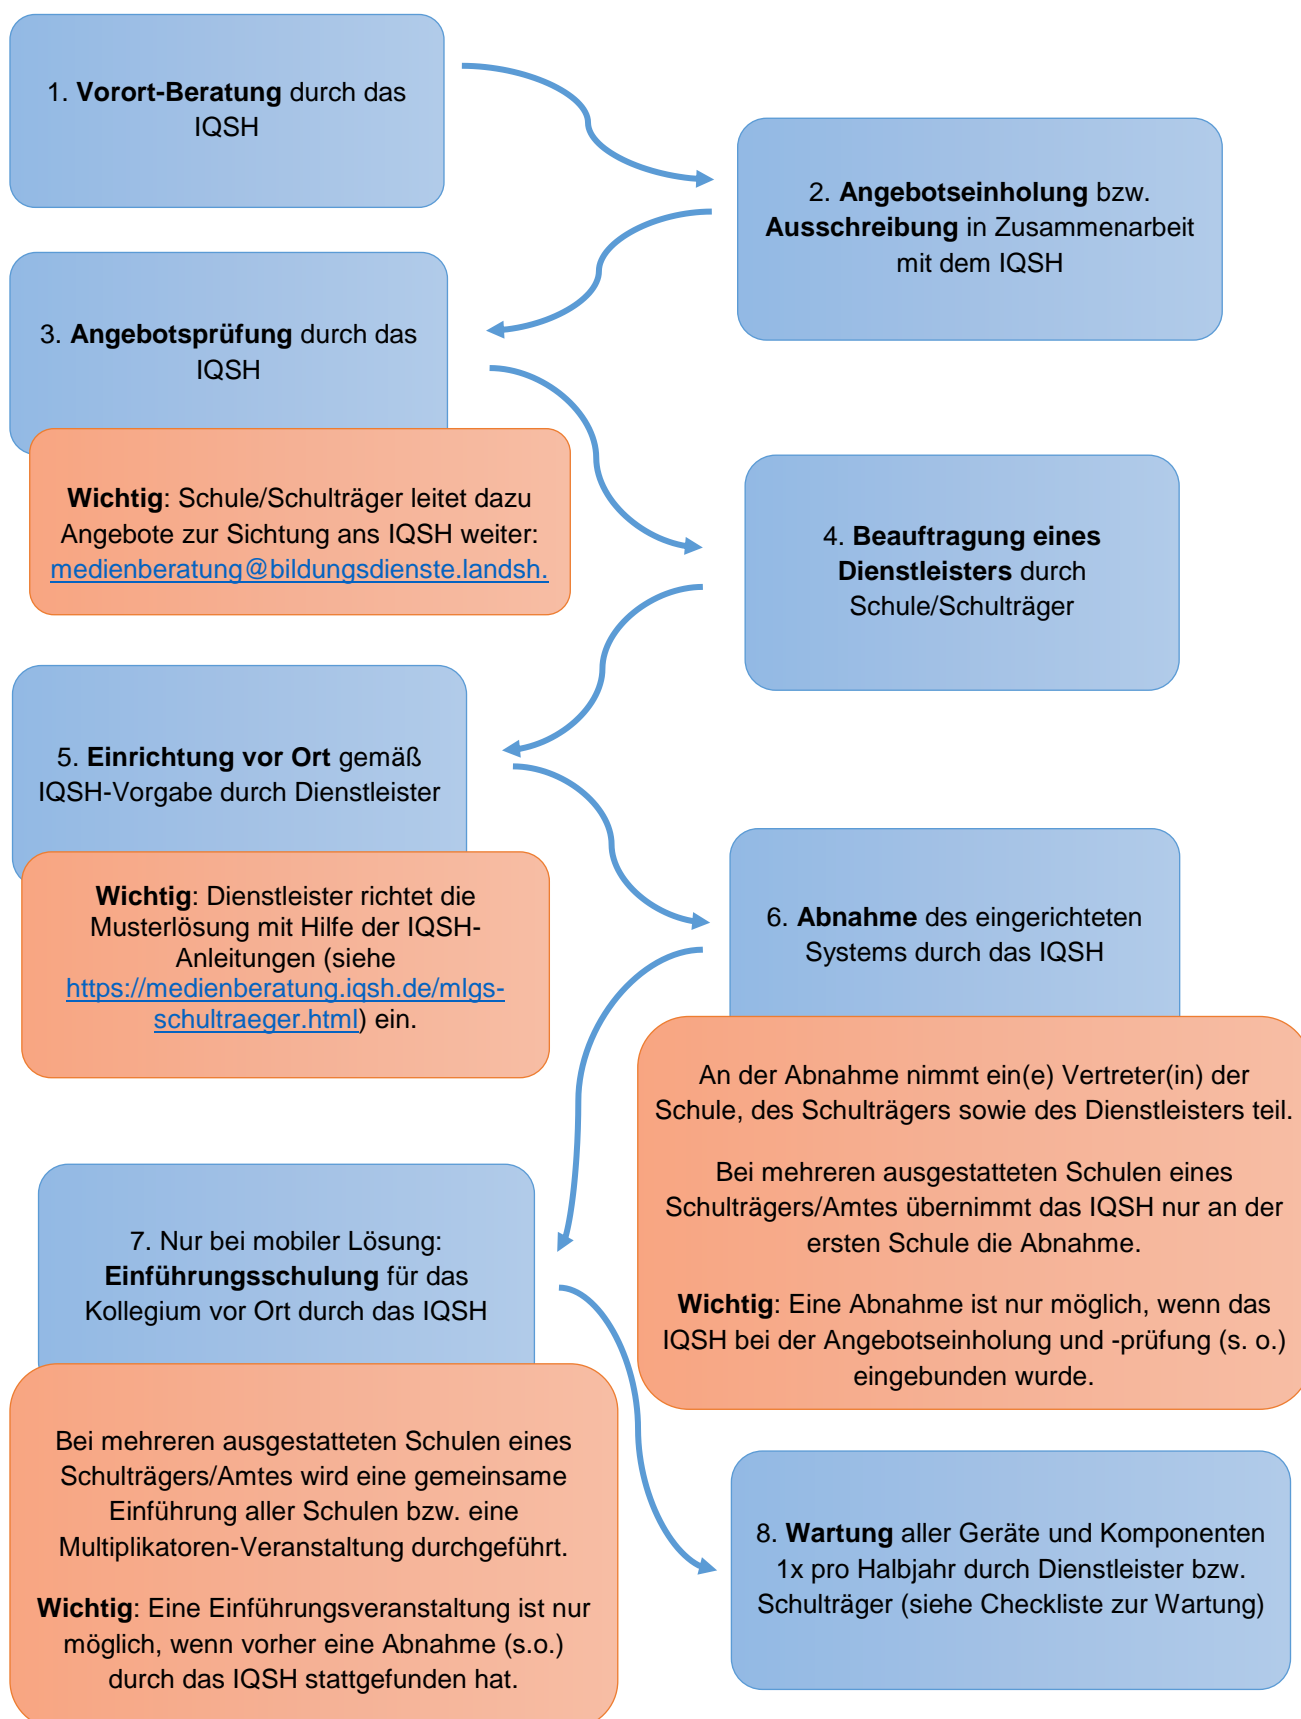 1. Vorort-Beratung durch das
IQSH
2. Angebotseinholung bzw.
Ausschreibung in Zusammenarbeit
mit dem IQSH
3. Angebotsprüfung durch das
IQSH
Wichtig: Schule/Schulträger leitet dazu
Angebote zur Sichtung ans IQSH weiter:
medienberatung@bildungsdienste.landsh.
4. Beauftragung eines
Dienstleisters durch
Schule/Schulträger
5. Einrichtung vor Ort gemäß
IQSH-Vorgabe durch Dienstleister
Wichtig: Dienstleister richtet die
Musterlösung mit Hilfe der IQSH-
Anleitungen (siehe
https://medienberatung.iqsh.de/mlgs-
schultraeger.html) ein.
6. Abnahme des eingerichteten
Systems durch das IQSH
An der Abnahme nimmt ein(e) Vertreter(in) der
Schule, des Schulträgers sowie des Dienstleisters teil.
Bei mehreren ausgestatteten Schulen eines
Schulträgers/Amtes übernimmt das IQSH nur an der
ersten Schule die Abnahme.
Wichtig: Eine Abnahme ist nur möglich, wenn das
IQSH bei der Angebotseinholung und -prüfung (s. o.)
eingebunden wurde.
7. Nur bei mobiler Lösung:
Einführungsschulung für das
Kollegium vor Ort durch das IQSH
Bei mehreren ausgestatteten Schulen eines
Schulträgers/Amtes wird eine gemeinsame
Einführung aller Schulen bzw. eine
Multiplikatoren-Veranstaltung durchgeführt.
Wichtig: Eine Einführungsveranstaltung ist nur
möglich, wenn vorher eine Abnahme (s.o.)
durch das IQSH stattgefunden hat.
8. Wartung aller Geräte und Komponenten
1x pro Halbjahr durch Dienstleister bzw.
Schulträger (siehe Checkliste zur Wartung)